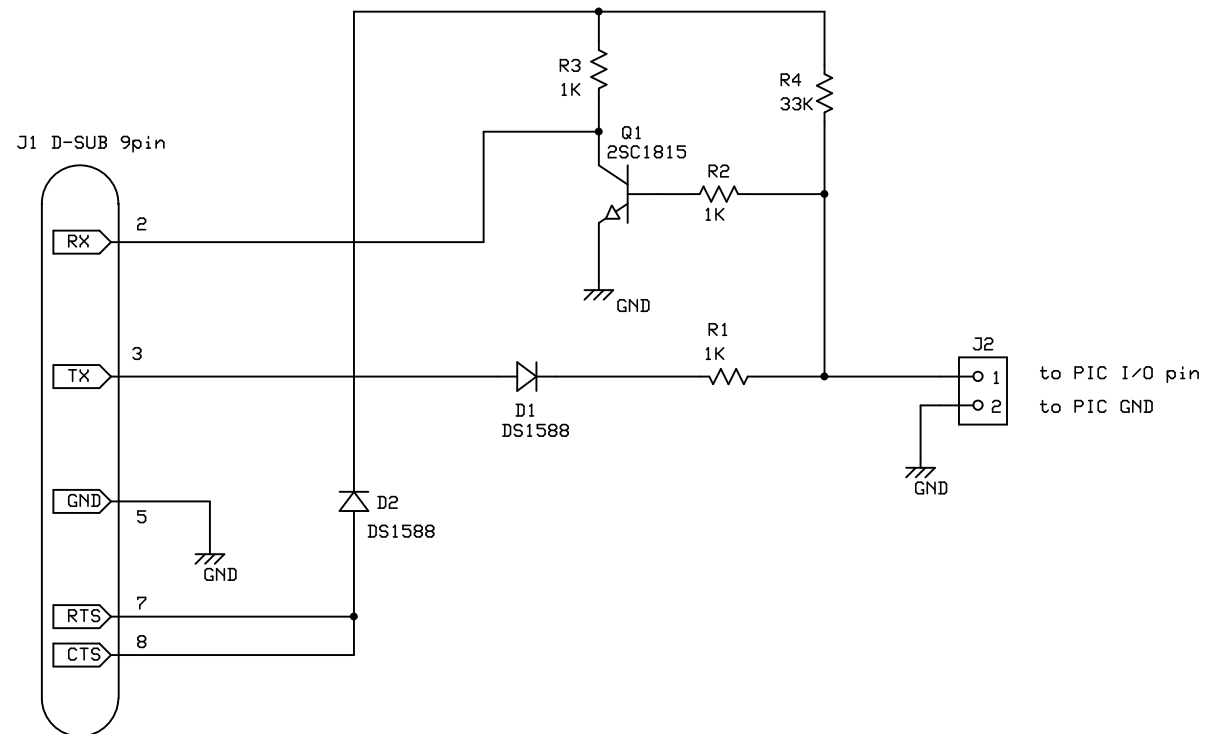 R3
1K
R4
33K
J1 D-SUB 9pin
Q1
2SC1815
R2
1K
2
RX
GND
R1
1K
3
TX
D1
DS1588
J2
1
to PIC I/O pin
2
to PIC GND
GND
GND
5
D2
DS1588
GND
7
RTS
8
CTS